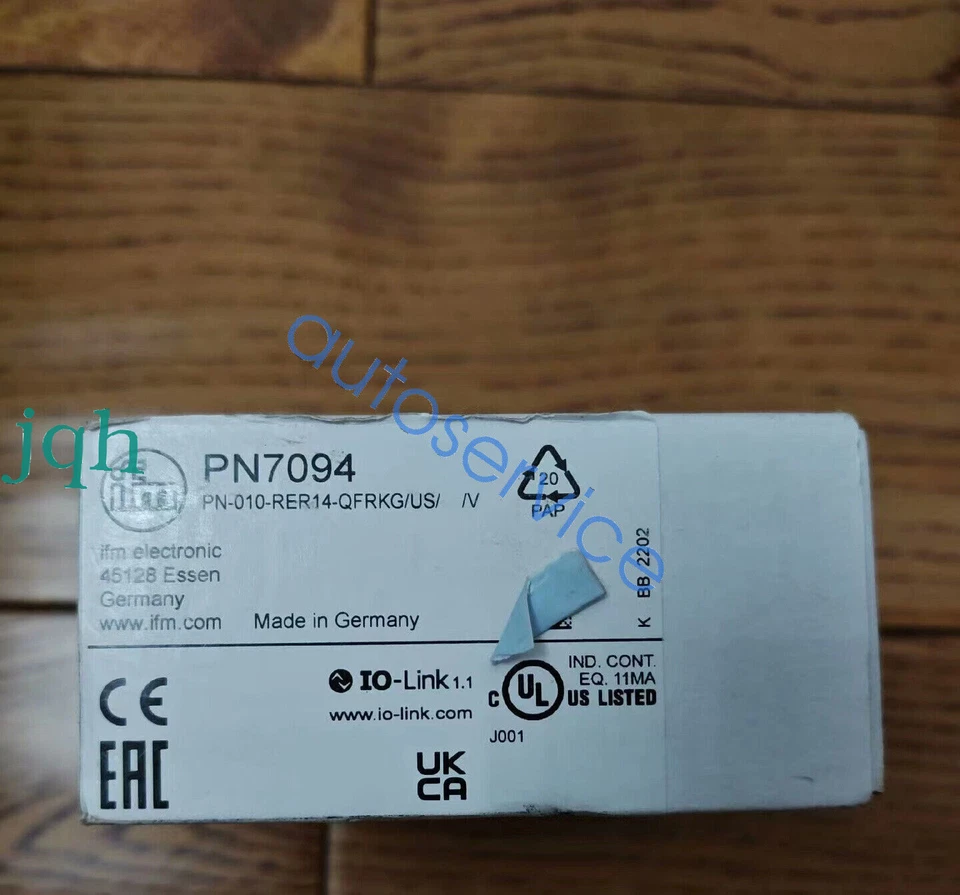 autoservice
jqh
ifm
PN7094
PN-010-RER14-QFRKG/US/ /V
20
PAP
ifm electronic
45128 Essen
Germany
www.ifm.com
Made in Germany
K BB 2202
CE
EAC
IO-Link 1.1
www.io-link.com
UK
CA
C UL US LISTED
IND. CONT.
EQ. 11MA
J001